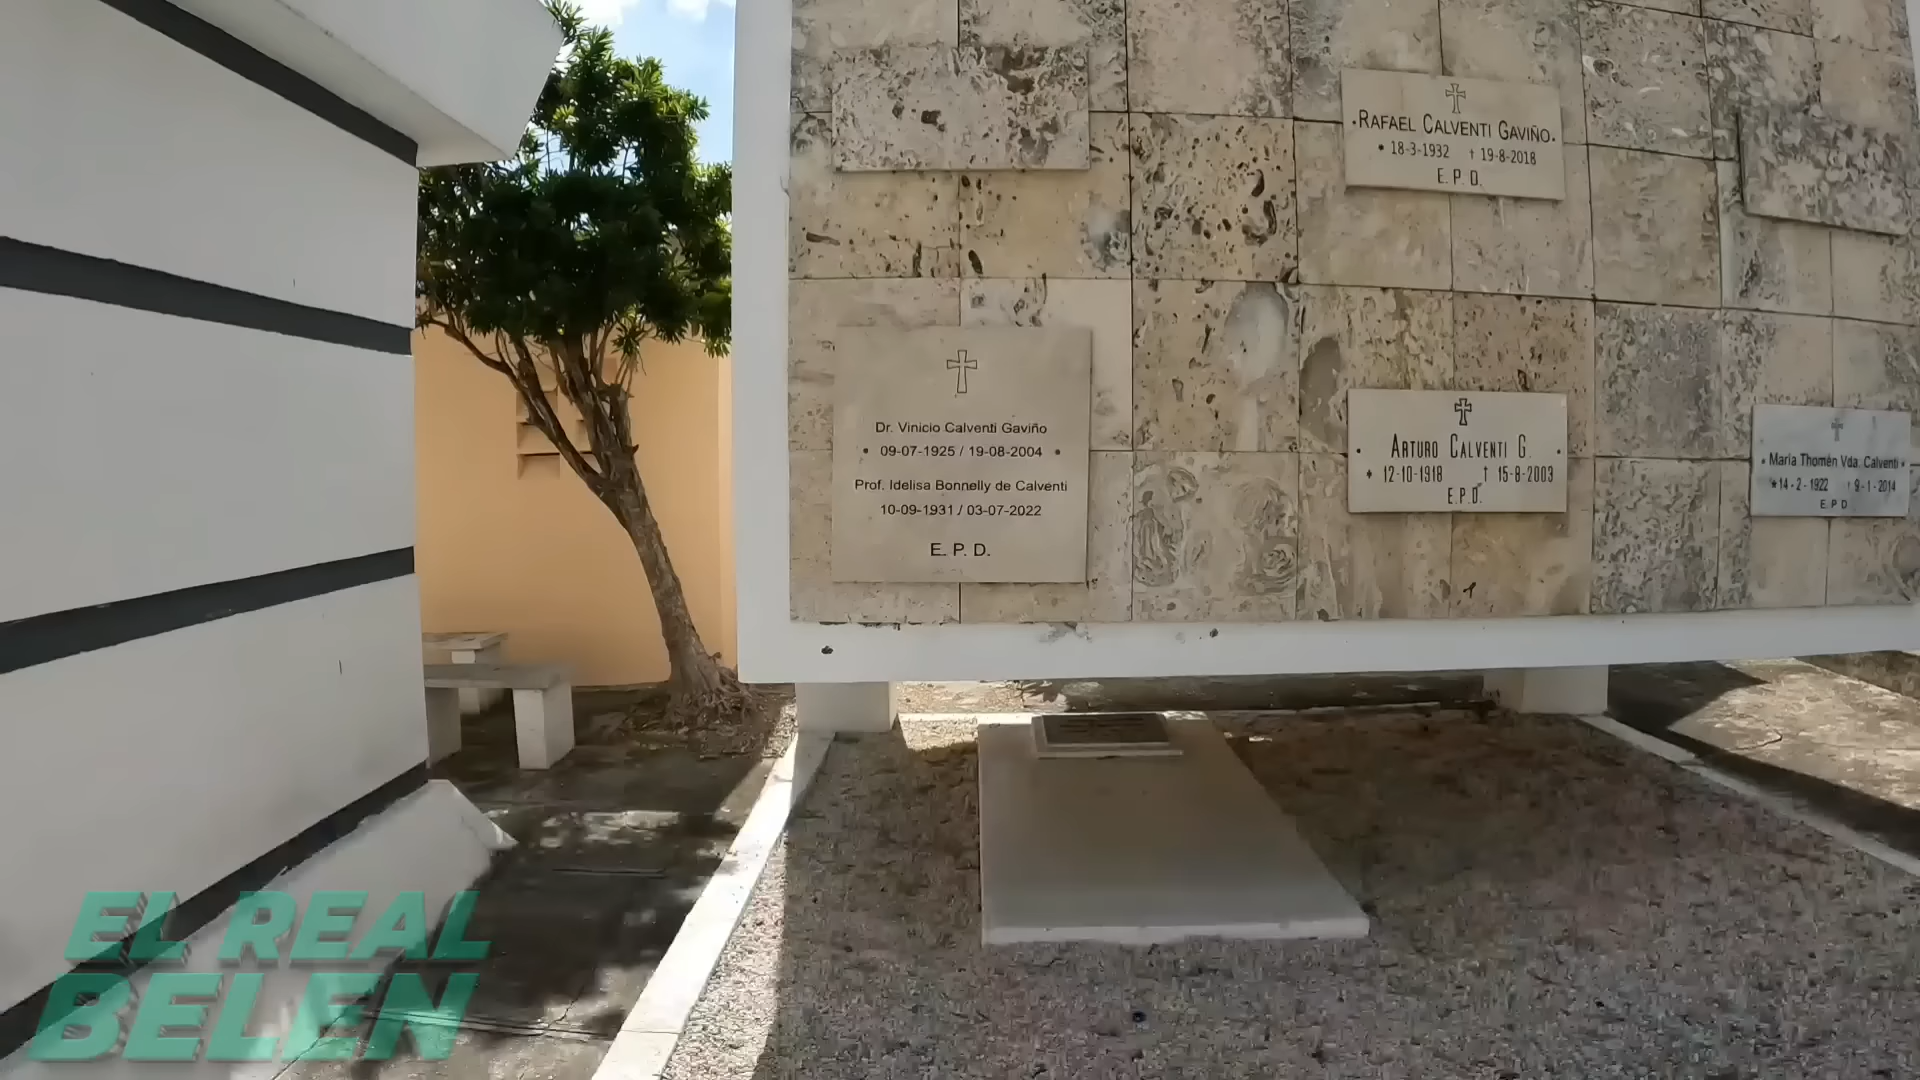 RAFAEL CALVENTI GAVIÑO
18-3-1932 † 19-8-2018
E. P. D.
Dr. Vinicio Calventi Gaviño
09-07-1925 / 19-08-2004
Prof. Idelisa Bonnelly de Calventi
10-09-1931 / 03-07-2022
E. P. D.
ARTURO CALVENTI G.
12-10-1918 † 15-8-2003
E.P.D.
María Thomén Vda. Calventi
14-2-1922 † 9-1-2014
E P D
EL REAL
BELEN